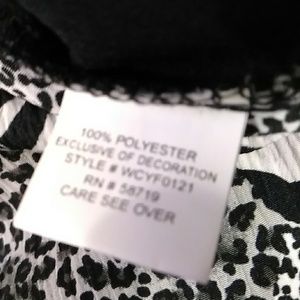 100% POLYESTER
EXCLUSIVE OF DECORATION
STYLE # WCYF0121
RN # 58719
CARE SEE OVER